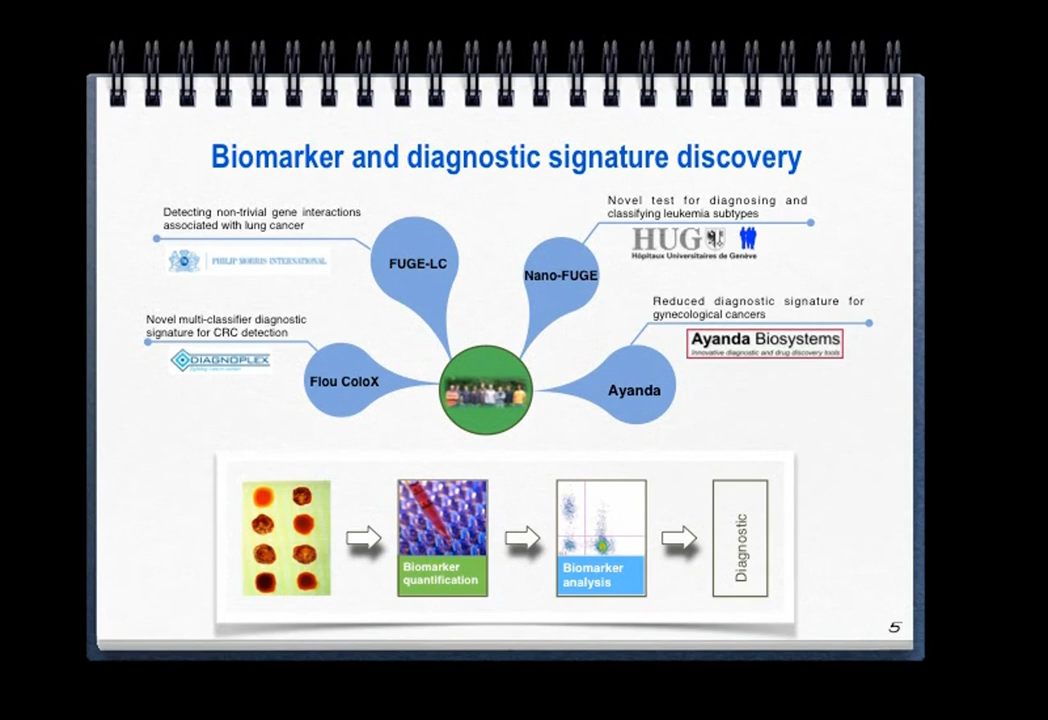 Biomarker and diagnostic signature discovery
Detecting non-trivial gene interactions
associated with lung cancer
PHILIP MORRIS INTERNATIONAL
FUGE-LC
Novel test for diagnosing and
classifying leukemia subtypes
HUG
Hôpitaux Universitaires de Genève
Nano-FUGE
Novel multi-classifier diagnostic
signature for CRC detection
DIAGNOPLEX
Flou ColoX
Reduced diagnostic signature for
gynecological cancers
Ayanda Biosystems
Innovative diagnostic and drug discovery tools
Ayanda
Biomarker
quantification
Biomarker
analysis
Diagnostic
5